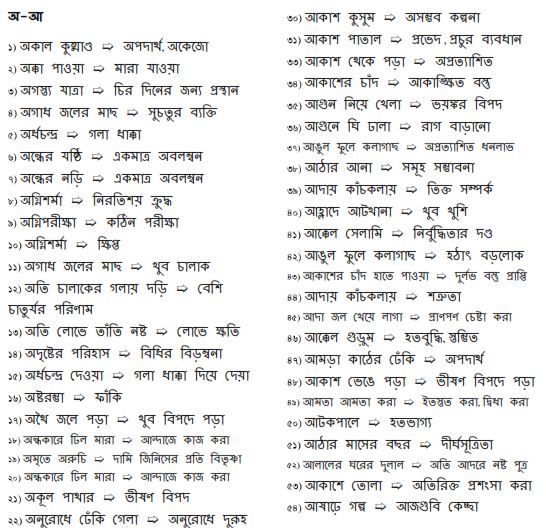 অ-আ
১) অকাল কুষ্মাণ্ড ⇨ অপদার্থ, অকেজো
২) অক্কা পাওয়া ⇨ মারা যাওয়া
৩) অগস্ত্য যাত্রা ⇨ চির দিনের জন্য প্রস্থান
৪) অগাধ জলের মাছ ⇨ সুচতুর ব্যক্তি
৫) অর্ধচন্দ্র ⇨ গলা ধাক্কা
৬) অন্ধের যষ্ঠি ⇨ একমাত্র অবলম্বন
৭) অন্ধের নড়ি ⇨ একমাত্র অবলম্বন
৮) অগ্নিশর্মা ⇨ নিরতিশয় ক্রুদ্ধ
৯) অগ্নিপরীক্ষা ⇨ কঠিন পরীক্ষা
১০) অগ্নিশর্মা ⇨ ক্ষিপ্ত
১১) অগাধ জলের মাছ ⇨ খুব চালাক
১২) অতি চালাকের গলায় দড়ি ⇨ বেশি
চাতুর্যর পরিণাম
১৩) অতি লোভে তাঁতি নষ্ট ⇨ লোভে ক্ষতি
১৪) অদৃষ্টের পরিহাস ⇨ বিধির বিড়ম্বনা
১৫) অর্ধচন্দ্র দেওয়া ⇨ গলা ধাক্কা দিয়ে দেয়া
১৬) অষ্টরম্ভা ⇨ ফাঁকি
১৭) অথৈ জলে পড়া ⇨ খুব বিপদে পড়া
১৮) অন্ধকারে ঢিল মারা ⇨ আন্দাজে কাজ করা
১৯) অমৃতে অরুচি ⇨ দামি জিনিসের প্রতি বিতৃষ্ণা
২০) অন্ধকারে ঢিল মারা ⇨ আন্দাজে কাজ করা
২১) অকূল পাথার ⇨ ভীষণ বিপদ
২২) অনুরোধে ঢেঁকি গেলা ⇨ অনুরোধে দুরূহ
৩০) আকাশ কুসুম ⇨ অসম্ভব কল্পনা
৩১) আকাশ পাতাল ⇨ প্রভেদ, প্রচুর ব্যবধান
৩৩) আকাশ থেকে পড়া ⇨ অপ্রত্যাশিত
৩৪) আকাশের চাঁদ ⇨ আকাঙ্ক্ষিত বস্তু
৩৫) আগুন নিয়ে খেলা ⇨ ভয়ঙ্কর বিপদ
৩৬) আগুনে ঘি ঢালা ⇨ রাগ বাড়ানো
৩৭) আঙুল ফুলে কলাগাছ ⇨ অপ্রত্যাশিত ধনলাভ
৩৮) আঠার আনা ⇨ সমূহ সম্ভাবনা
৩৯) আদায় কাঁচকলায় ⇨ তিক্ত সম্পর্ক
৪০) আহ্লাদে আটখানা ⇨ খুব খুশি
৪১) আক্কেল সেলামি ⇨ নির্বুদ্ধিতার দণ্ড
৪২) আঙুল ফুলে কলাগাছ ⇨ হঠাৎ বড়লোক
৪৩) আকাশের চাঁদ হাতে পাওয়া ⇨ দুর্লভ বস্তু প্রাপ্তি
৪৪) আদায় কাঁচকলায় ⇨ শত্রুতা
৪৫) আদা জল খেয়ে লাগা ⇨ প্রাণপণ চেষ্টা করা
৪৬) আক্কেল গুড়ুম ⇨ হতবুদ্ধি, স্তম্ভিত
৪৭) আমড়া কাঠের ঢেঁকি ⇨ অপদার্থ
৪৮) আকাশ ভেঙে পড়া ⇨ ভীষণ বিপদে পড়া
৪৯) আমতা আমতা করা ⇨ ইতস্তত করা, দ্বিধা করা
৫০) আটকপালে ⇨ হতভাগ্য
৫১) আঠার মাসের বছর ⇨ দীর্ঘসূত্রিতা
৫২) আলালের ঘরের দুলাল ⇨ অতি আদরে নষ্ট পুত্র
৫৩) আকাশে তোলা ⇨ অতিরিক্ত প্রশংসা করা
৫৪) আষাঢ়ে গল্প ⇨ আজগুবি কেচ্ছা